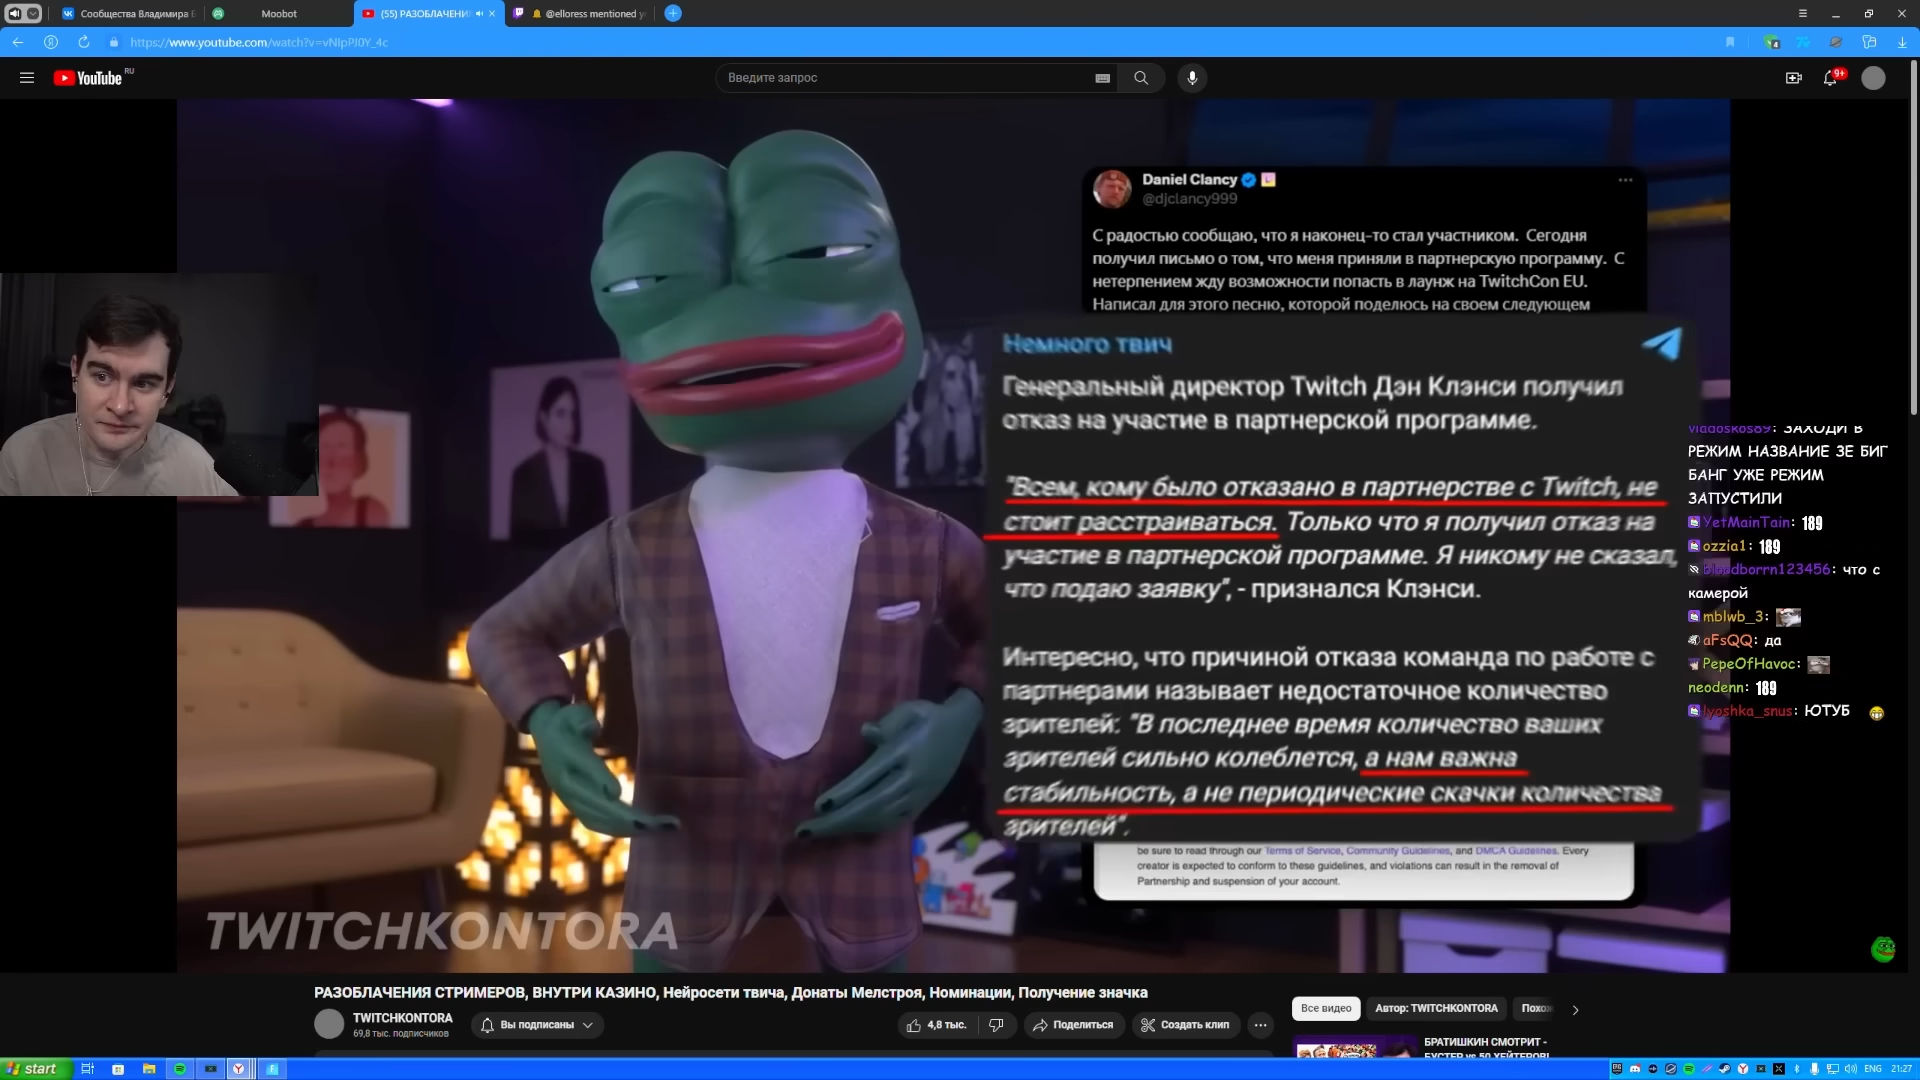 Сообщества Владимира
Moobot
(55) РАЗОБЛАЧЕНИ
@elloress mentioned y
https://www.youtube.com/watch?v=vNIpPJ0Y_4c
YouTube RU
Введите запрос
9+
Daniel Clancy
@djclancy999
С радостью сообщаю, что я наконец-то стал участником. Сегодня
получил письмо о том, что меня приняли в партнерскую программу. С
нетерпением жду возможности попасть в лаунж на TwitchCon EU.
Написал для этого песню, которой поделюсь на своем следующем
Немного твич
Генеральный директор Twitch Дэн Клэнси получил
отказ на участие в партнерской программе.
"Всем, кому было отказано в партнерстве с Twitch, не
стоит расстраиваться. Только что я получил отказ на
участие в партнерской программе. Я никому не сказал,
что подаю заявку", - признался Клэнси.
Интересно, что причиной отказа команда по работе с
партнерами называет недостаточное количество
зрителей: "В последнее время количество ваших
зрителей сильно колеблется, а нам важна
стабильность, а не периодические скачки количества
зрителей".
be sure to read through our Terms of Service, Community Guidelines, and DMCA Guidelines. Every
creator is expected to conform to these guidelines, and violations can result in the removal of
Partnership and suspension of your account.
TWITCHKONTORA
vladoskos89: ЗАХОДИ В
РЕЖИМ НАЗВАНИЕ ЗЕ БИГ
БАНГ УЖЕ РЕЖИМ
ЗАПУСТИЛИ
YetMainTain: 189
ozzia1: 189
bloodborrn123456: что с
камерой
mblwb_3:
aFsQQ: да
PepeOfHavoc:
neodenn: 189
lyoshka_snus: ЮТУБ
РАЗОБЛАЧЕНИЯ СТРИМЕРОВ, ВНУТРИ КАЗИНО, Нейросети твича, Донаты Мелстроя, Номинации, Получение значка
TWITCHKONTORA
69,8 тыс. подписчиков
Вы подписаны
4,8 тыс.
Поделиться
Создать клип
Все видео
Автор: TWITCHKONTORA
Похож
БРАТИШКИН СМОТРИТ -
БУСТЕР vs 50 ХЕЙТЕРОВ!
start
ENG
21:27